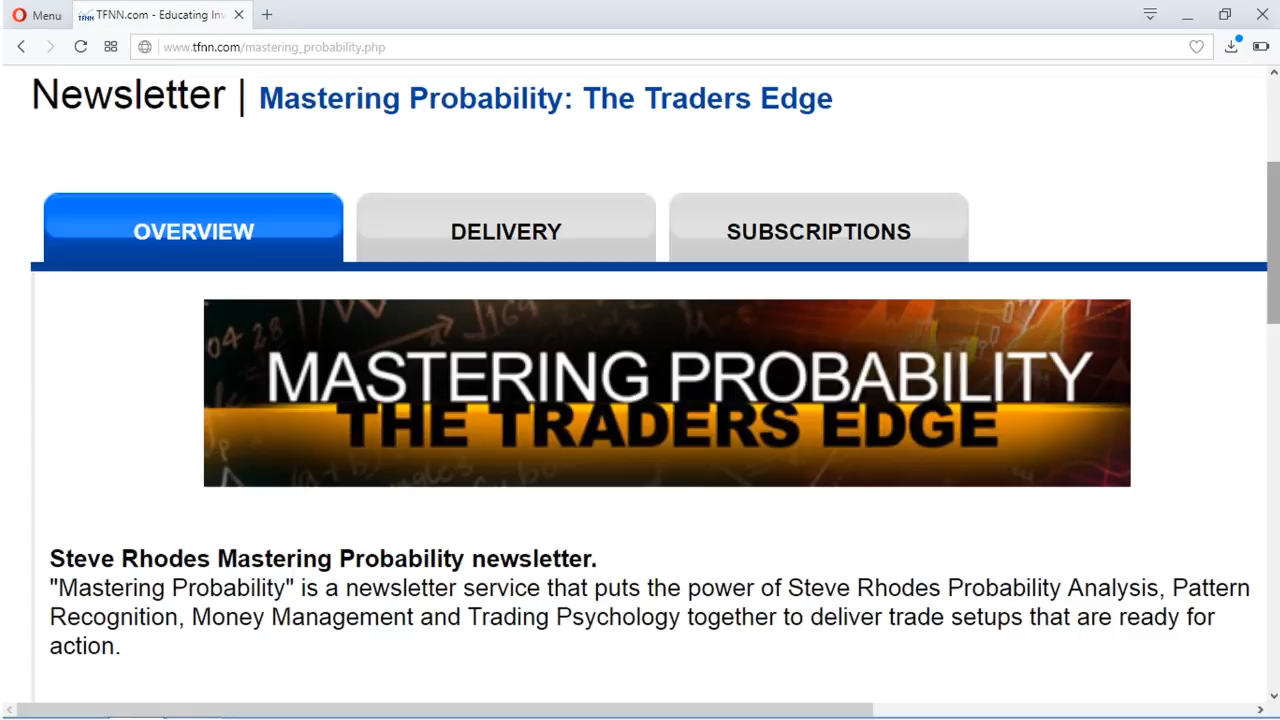 Menu
TFNN.com - Educating Inv
www.tfnn.com/mastering_probability.php
Newsletter | Mastering Probability: The Traders Edge
OVERVIEW
DELIVERY
SUBSCRIPTIONS
MASTERING PROBABILITY
THE TRADERS EDGE
Steve Rhodes Mastering Probability newsletter.
"Mastering Probability" is a newsletter service that puts the power of Steve Rhodes Probability Analysis, Pattern
Recognition, Money Management and Trading Psychology together to deliver trade setups that are ready for
action.